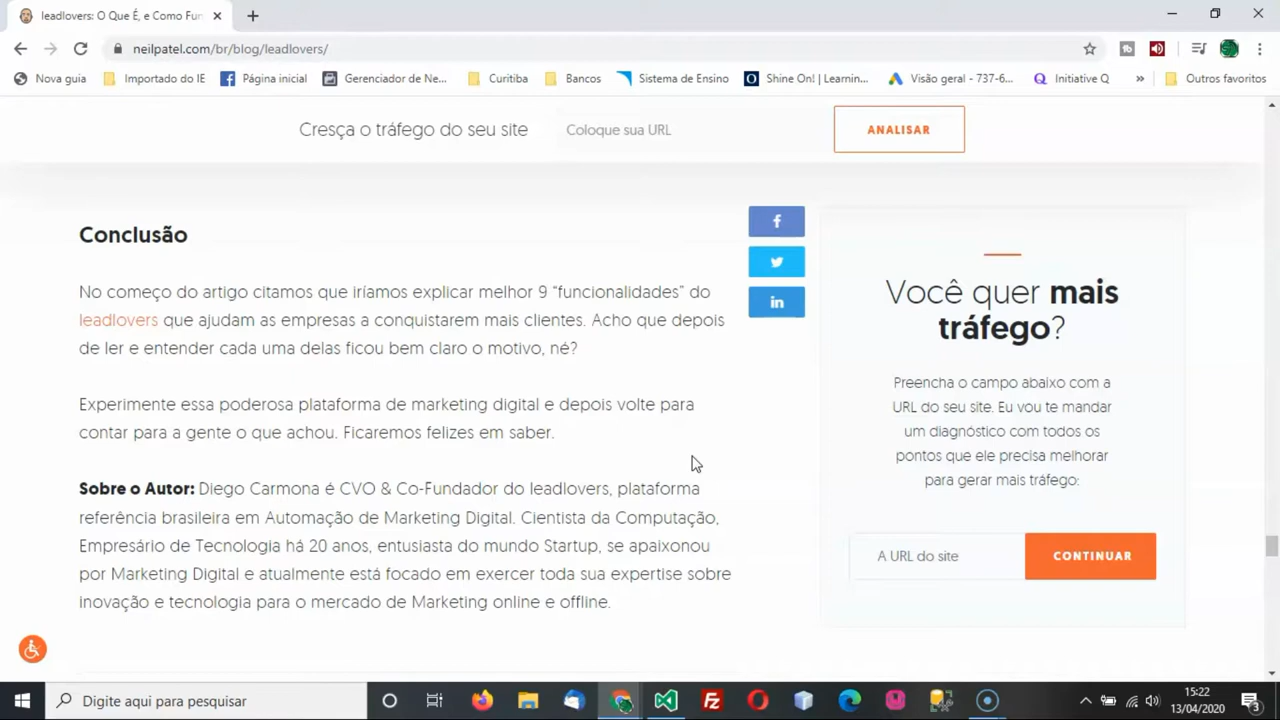 leadlovers: O Que É, e Como Fun
neilpatel.com/br/blog/leadlovers/
Nova guia
Importado do IE
Página inicial
Gerenciador de Ne...
Curitiba
Bancos
Sistema de Ensino
Shine On! | Learnin...
Visão geral - 737-6...
Initiative Q
»
Outros favoritos
Cresça o tráfego do seu site
Coloque sua URL
ANALISAR
Conclusão
No começo do artigo citamos que iríamos explicar melhor 9 “funcionalidades” do
leadlovers que ajudam as empresas a conquistarem mais clientes. Acho que depois
de ler e entender cada uma delas ficou bem claro o motivo, né?
Experimente essa poderosa plataforma de marketing digital e depois volte para
contar para a gente o que achou. Ficaremos felizes em saber.
Sobre o Autor: Diego Carmona é CVO & Co-Fundador do leadlovers, plataforma
referência brasileira em Automação de Marketing Digital. Cientista da Computação,
Empresário de Tecnologia há 20 anos, entusiasta do mundo Startup, se apaixonou
por Marketing Digital e atualmente está focado em exercer toda sua expertise sobre
inovação e tecnologia para o mercado de Marketing online e offline.
Você quer mais
tráfego?
Preencha o campo abaixo com a
URL do seu site. Eu vou te mandar
um diagnóstico com todos os
pontos que ele precisa melhorar
para gerar mais tráfego:
A URL do site
CONTINUAR
Digite aqui para pesquisar
15:22
13/04/2020
3